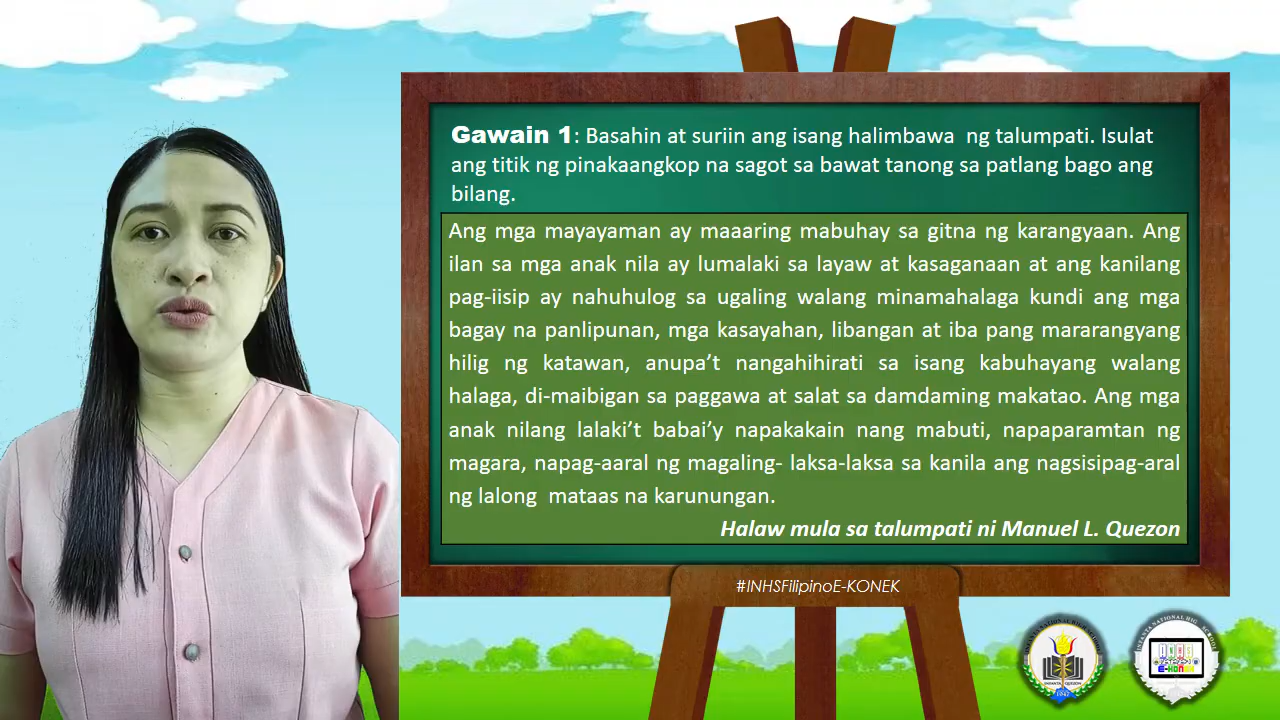 Gawain 1: Basahin at suriin ang isang halimbawa ng talumpati. Isulat
ang titik ng pinakaangkop na sagot sa bawat tanong sa patlang bago ang
bilang.
Ang mga mayayaman ay maaaring mabuhay sa gitna ng karangyaan. Ang
ilan sa mga anak nila ay lumalaki sa layaw at kasaganaan at ang kanilang
pag-iisip ay nahuhulog sa ugaling walang minamahalaga kundi ang mga
bagay na panlipunan, mga kasayahan, libangan at iba pang mararangyang
hilig ng katawan, anupa’t nangahihirati sa isang kabuhayang walang
halaga, di-maibigan sa paggawa at salat sa damdaming makatao. Ang mga
anak nilang lalaki’t babai’y napakakain nang mabuti, napaparamtan ng
magara, napag-aaral ng magaling- laksa-laksa sa kanila ang nagsisipag-aral
ng lalong mataas na karunungan.
Halaw mula sa talumpati ni Manuel L. Quezon
#INHSFilipinoE-KONEK